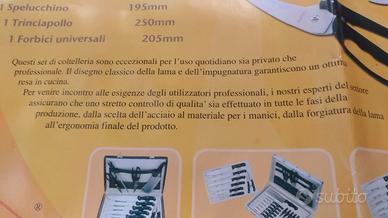 1 Spelucchino 195mm
1 Trinciapollo 250mm
1 Forbici universali 205mm
Questi set di coltelleria sono eccezionali per l'uso quotidiano sia privato che
professionale. Il disegno classico della lama e dell'impugnatura garantiscono un ottima
resa in cucina.
Per venire incontro alle esigenze degli utilizzatori professionali, i nostri esperti del settore
assicurano che uno stretto controllo di qualita' sia effettuato in tutte le fasi della
produzione, dalla scelta dell'acciaio al materiale per i manici, dalla forgiatura della lama
all'ergonomia finale del prodotto.
®
subito